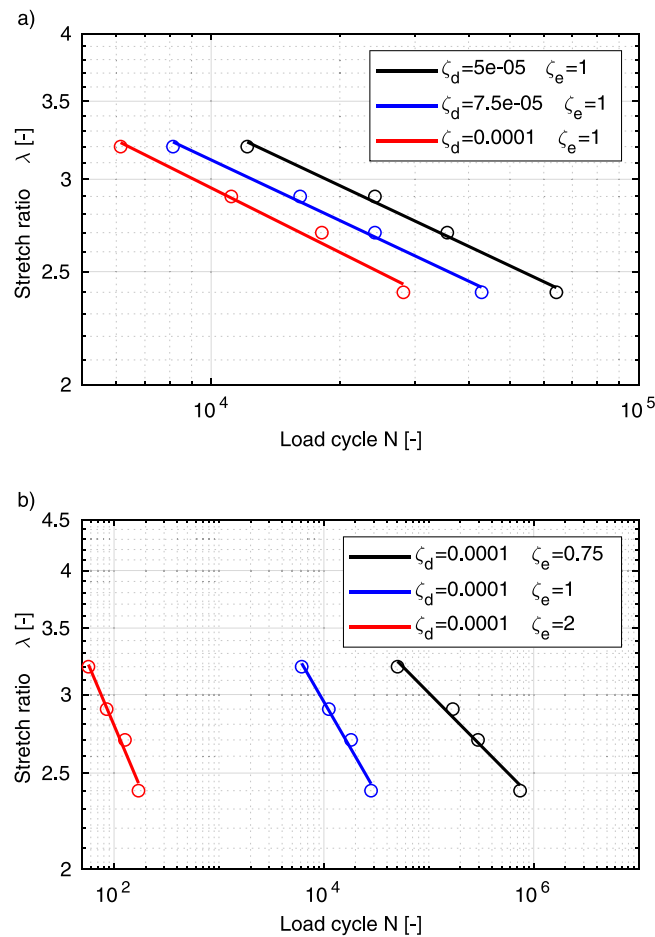 a)
4
3.5
3
2.5
2
Stretch ratio λ [-]
ζd=5e-05 ζe=1
ζd=7.5e-05 ζe=1
ζd=0.0001 ζe=1
10^4
10^5
Load cycle N [-]
b)
4.5
4
3.5
3
2.5
2
Stretch ratio λ [-]
ζd=0.0001 ζe=0.75
ζd=0.0001 ζe=1
ζd=0.0001 ζe=2
10^2
10^4
10^6
Load cycle N [-]